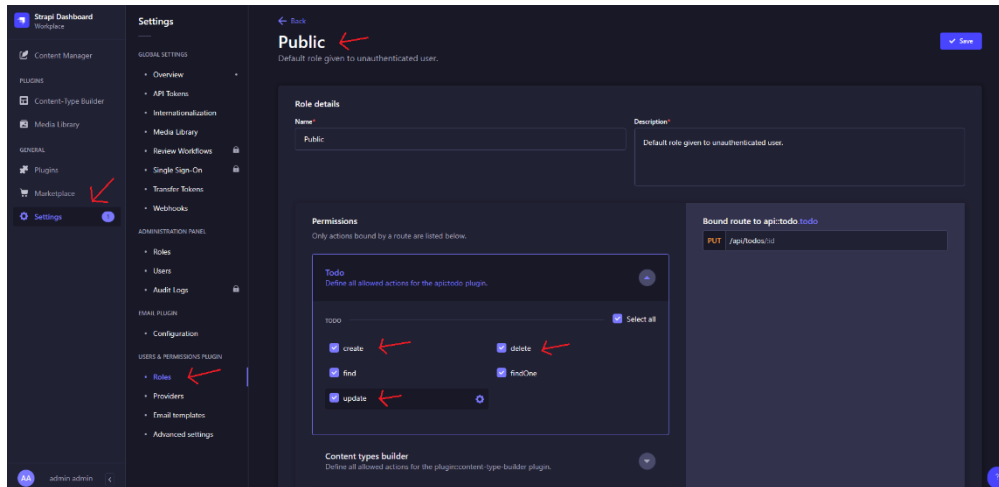 Strapi Dashboard
Workplace
Content Manager
PLUGINS
Content-Type Builder
Media Library
GENERAL
Plugins
Marketplace
Settings
1
AA
admin admin
Settings
GLOBAL SETTINGS
Overview
API Tokens
Internationalization
Media Library
Review Workflows
Single Sign-On
Transfer Tokens
Webhooks
ADMINISTRATION PANEL
Roles
Users
Audit Logs
EMAIL PLUGIN
Configuration
USERS & PERMISSIONS PLUGIN
Roles
Providers
Email templates
Advanced settings
Back
Public
Default role given to unauthenticated user.
Save
Role details
Name*
Public
Description*
Default role given to unauthenticated user.
Permissions
Only actions bound by a route are listed below.
Todo
Define all allowed actions for the api::todo plugin.
TODO
Select all
create
delete
find
findOne
update
Content types builder
Define all allowed actions for the plugin::content-type-builder plugin.
Bound route to api::todo.todo
PUT /api/todos/:id
?